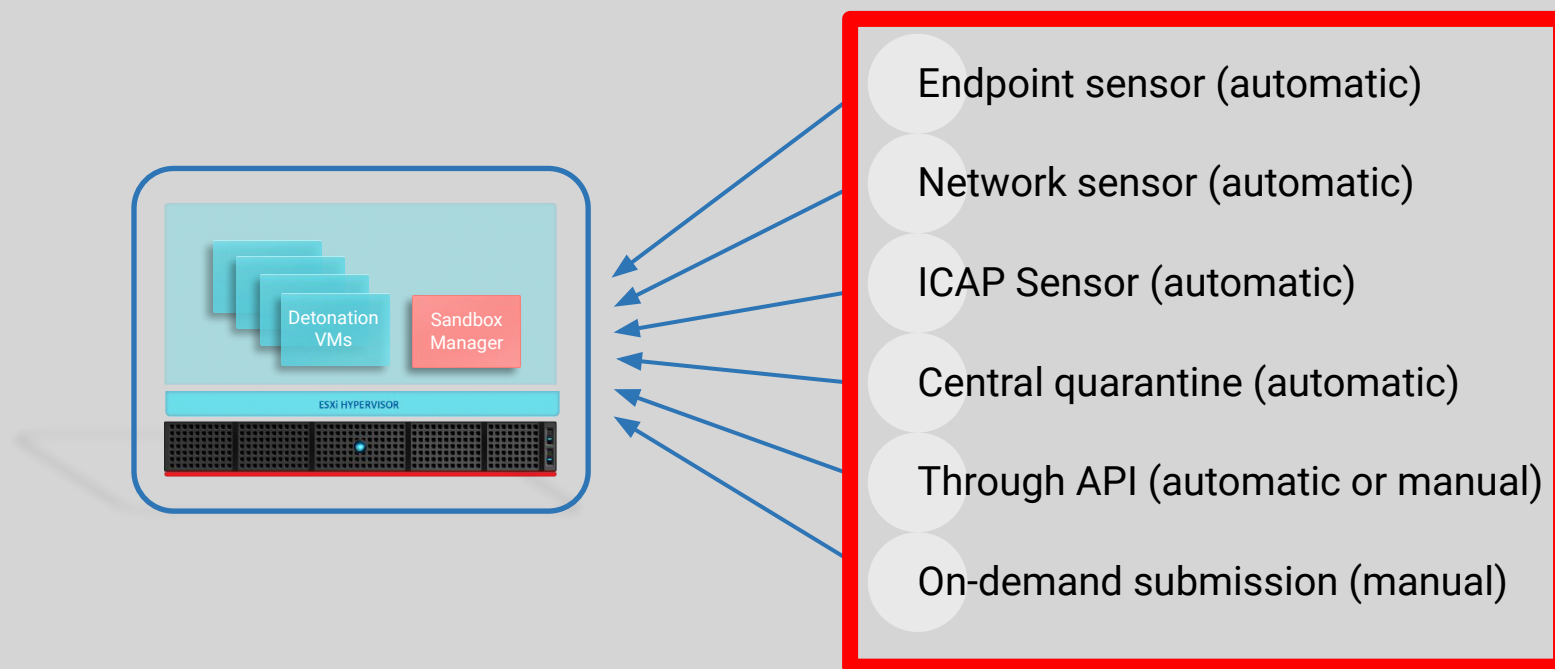 Endpoint sensor (automatic)
Network sensor (automatic)
ICAP Sensor (automatic)
Central quarantine (automatic)
Through API (automatic or manual)
On-demand submission (manual)
Detonation
VMs
Sandbox
Manager
ESXi HYPERVISOR